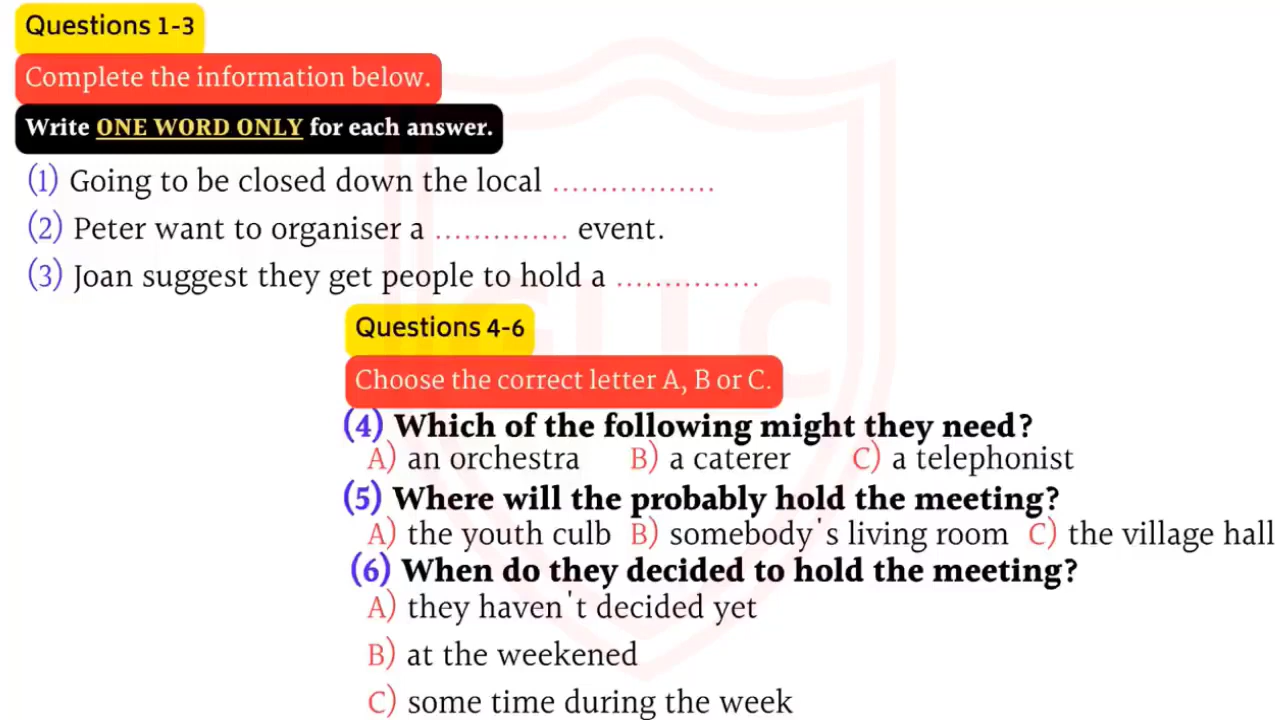 Questions 1-3
Complete the information below.
Write ONE WORD ONLY for each answer.
(1) Going to be closed down the local .................
(2) Peter want to organiser a .............. event.
(3) Joan suggest they get people to hold a ...............
Questions 4-6
Choose the correct letter A, B or C.
(4) Which of the following might they need?
A) an orchestra B) a caterer C) a telephonist
(5) Where will the probably hold the meeting?
A) the youth culb B) somebody's living room C) the village hall
(6) When do they decided to hold the meeting?
A) they haven't decided yet
B) at the weekened
C) some time during the week